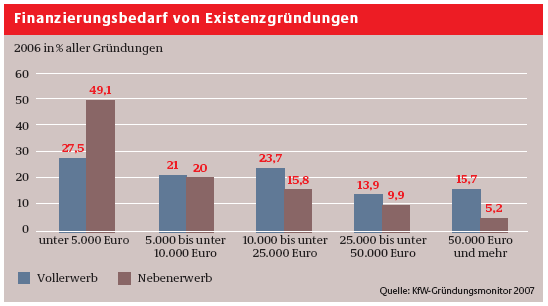 Finanzierungsbedarf von Existenzgründungen
2006 in % aller Gründungen
60
50
40
30
20
10
0
27,5
49,1
21
20
23,7
15,8
13,9
9,9
15,7
5,2
unter 5.000 Euro
5.000 bis unter
10.000 Euro
10.000 bis unter
25.000 Euro
25.000 bis unter
50.000 Euro
50.000 Euro
und mehr
Vollerwerb
Nebenerwerb
Quelle: KfW-Gründungsmonitor 2007